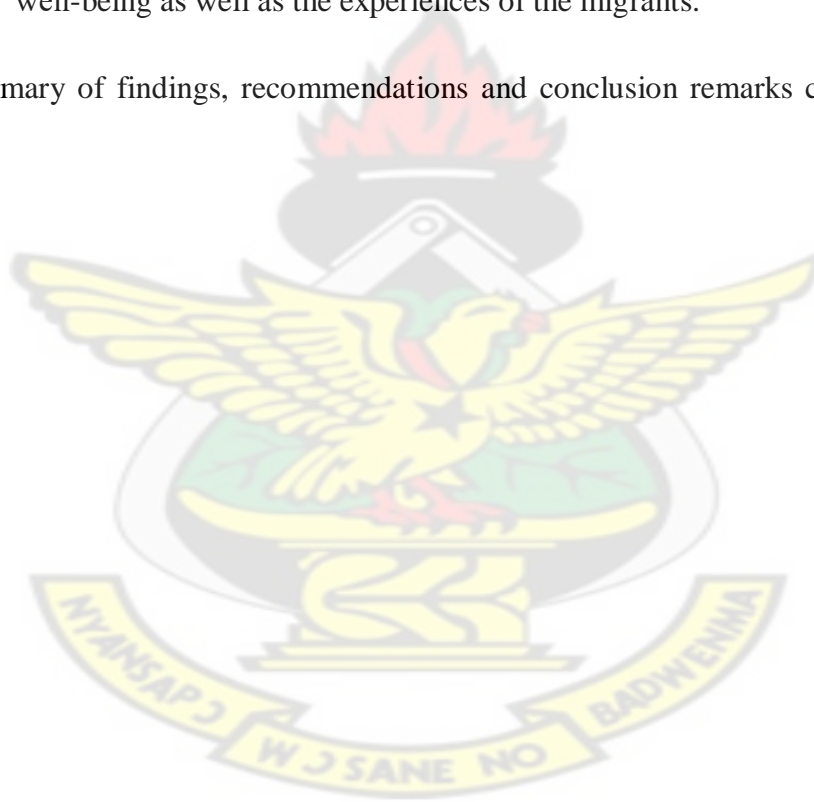 well-being as well as the experiences of the migrants.
mary of findings, recommendations and conclusion remarks c
NYANSAPƆ
WƆSANE NO
BADWENMA